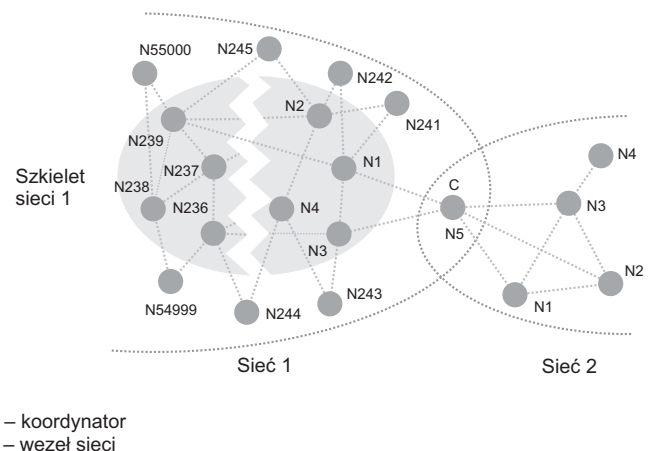 N55000
N245
N242
N2
N241
N239
N237
N1
N4
Szkielet
sieci 1
N238
N236
N4
N3
C
N5
N3
N2
N1
N54999
N244
N243
Sieć 1
Sieć 2
– koordynator
– wezeł sieci